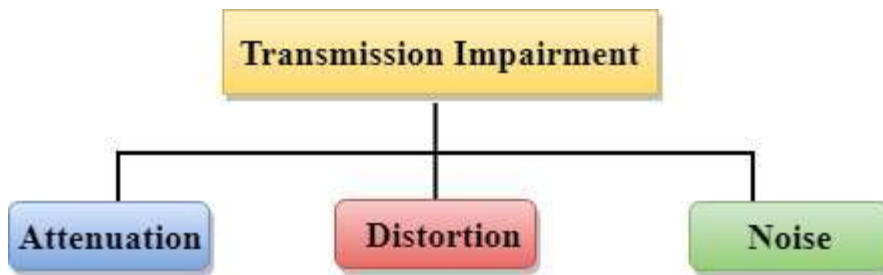 Transmission Impairment
Attenuation
Distortion
Noise